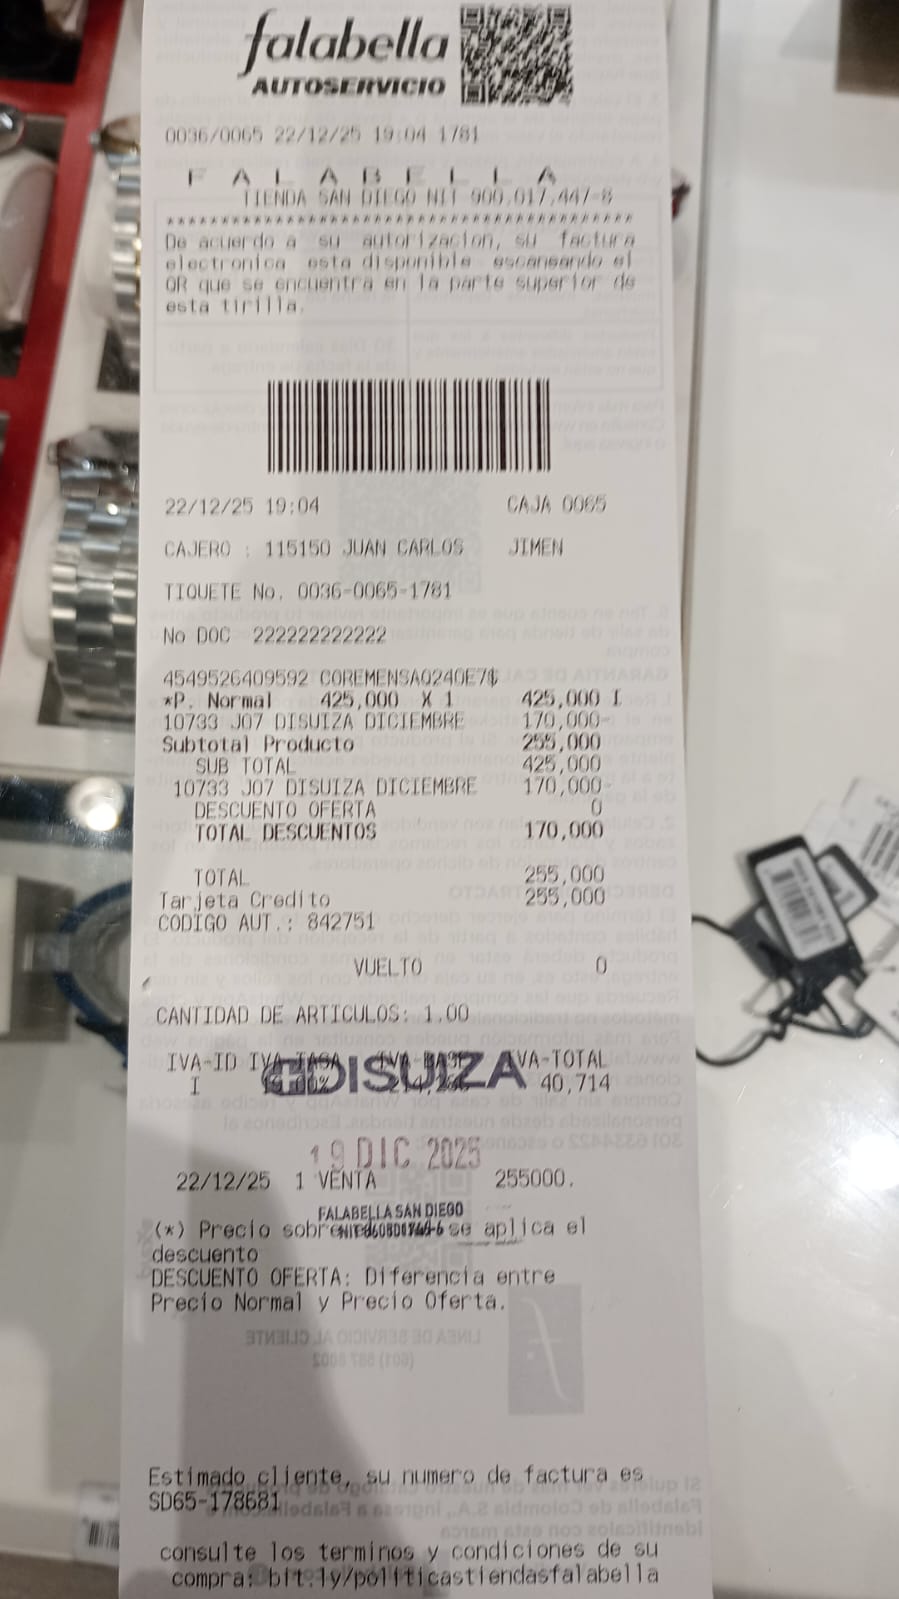 falabella
AUTOSERVICIO
0036/0065 22/12/25 19:04 1781
F A L A B E L L A
TIENDA SAN DIEGO NIT 900.017.447-8
*******************************************
De acuerdo a su autorizacion, su factura
electronica esta disponible escaneando el
QR que se encuentra en la parte superior de
esta tirilla.
22/12/25 19:04 CAJA 0065
CAJERO : 115150 JUAN CARLOS JIMEN
TIQUETE No. 0036-0065-1781
No DOC 222222222222
4549526409592 COREMENSAQ240E7$
*P. Normal 425,000 X 1 425,000 I
10733 J07 DISUIZA DICIEMBRE 170,000-
Subtotal Producto 255,000
SUB TOTAL 425,000
10733 J07 DISUIZA DICIEMBRE 170,000-
DESCUENTO OFERTA 0
TOTAL DESCUENTOS 170,000
TOTAL 255,000
Tarjeta Credito 255,000
CODIGO AUT.: 842751
VUELTO 0
CANTIDAD DE ARTICULOS: 1.00
IVA-ID IVA-TASA IVA-BASE IVA-TOTAL
I 40,714
DISUIZA
19 DIC 2025
22/12/25 1 VENTA 255000.
FALABELLA SAN DIEGO
(*) Precio sobre se aplica el
descuento
DESCUENTO OFERTA: Diferencia entre
Precio Normal y Precio Oferta.
LINEA DE SERVICIO AL CLIENTE
Estimado cliente, su numero de factura es
SD65-178681
consulte los terminos y condiciones de su
compra: bit.ly/politicastiendasfalabella